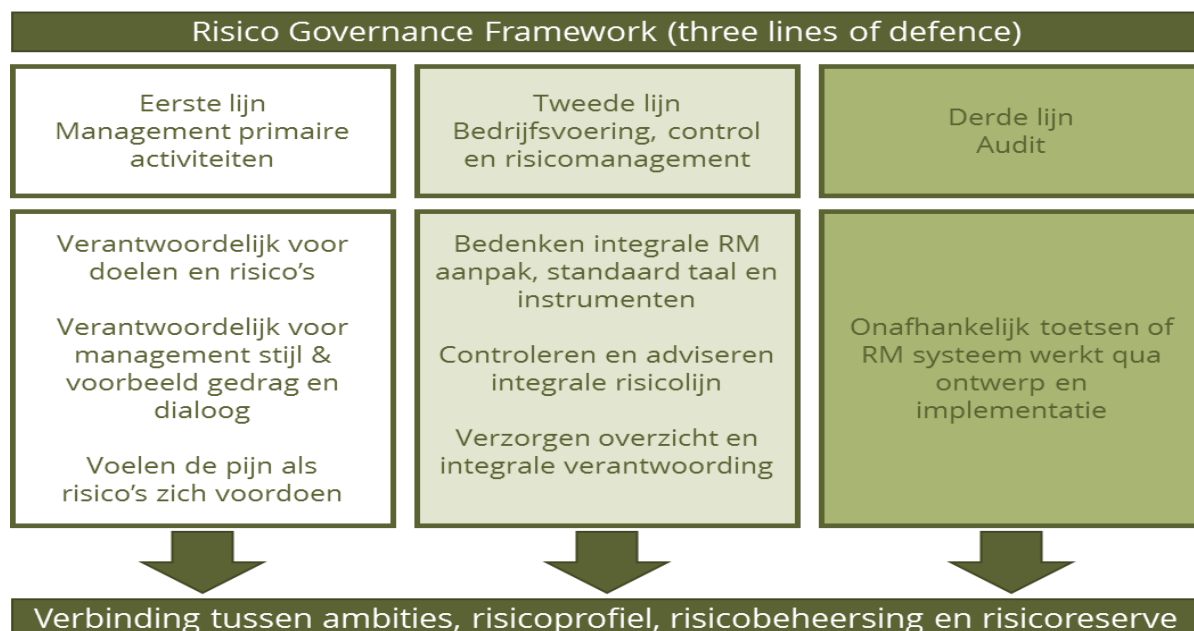 Risico Governance Framework (three lines of defence)
Eerste lijn
Management primaire
activiteiten
Tweede lijn
Bedrijfsvoering, control
en risicomanagement
Derde lijn
Audit
Verantwoordelijk voor
doelen en risico’s
Verantwoordelijk voor
management stijl &
voorbeeld gedrag en
dialoog
Voelen de pijn als
risico’s zich voordoen
Bedenken integrale RM
aanpak, standaard taal en
instrumenten
Controleren en adviseren
integrale risicolijn
Verzorgen overzicht en
integrale verantwoording
Onafhankelijk toetsen of
RM systeem werkt qua
ontwerp en
implementatie
Verbinding tussen ambities, risicoprofiel, risicobeheersing en risicoreserve